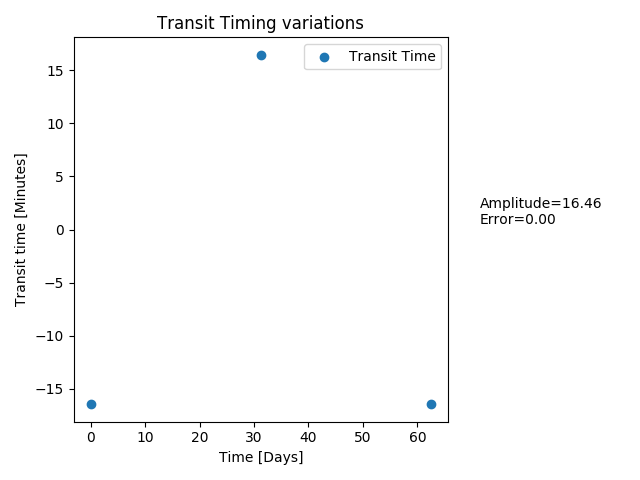 Transit Timing variations
Transit Time
15
10
5
0
−5
−10
−15
Transit time [Minutes]
0 10 20 30 40 50 60
Time [Days]
Amplitude=16.46
Error=0.00